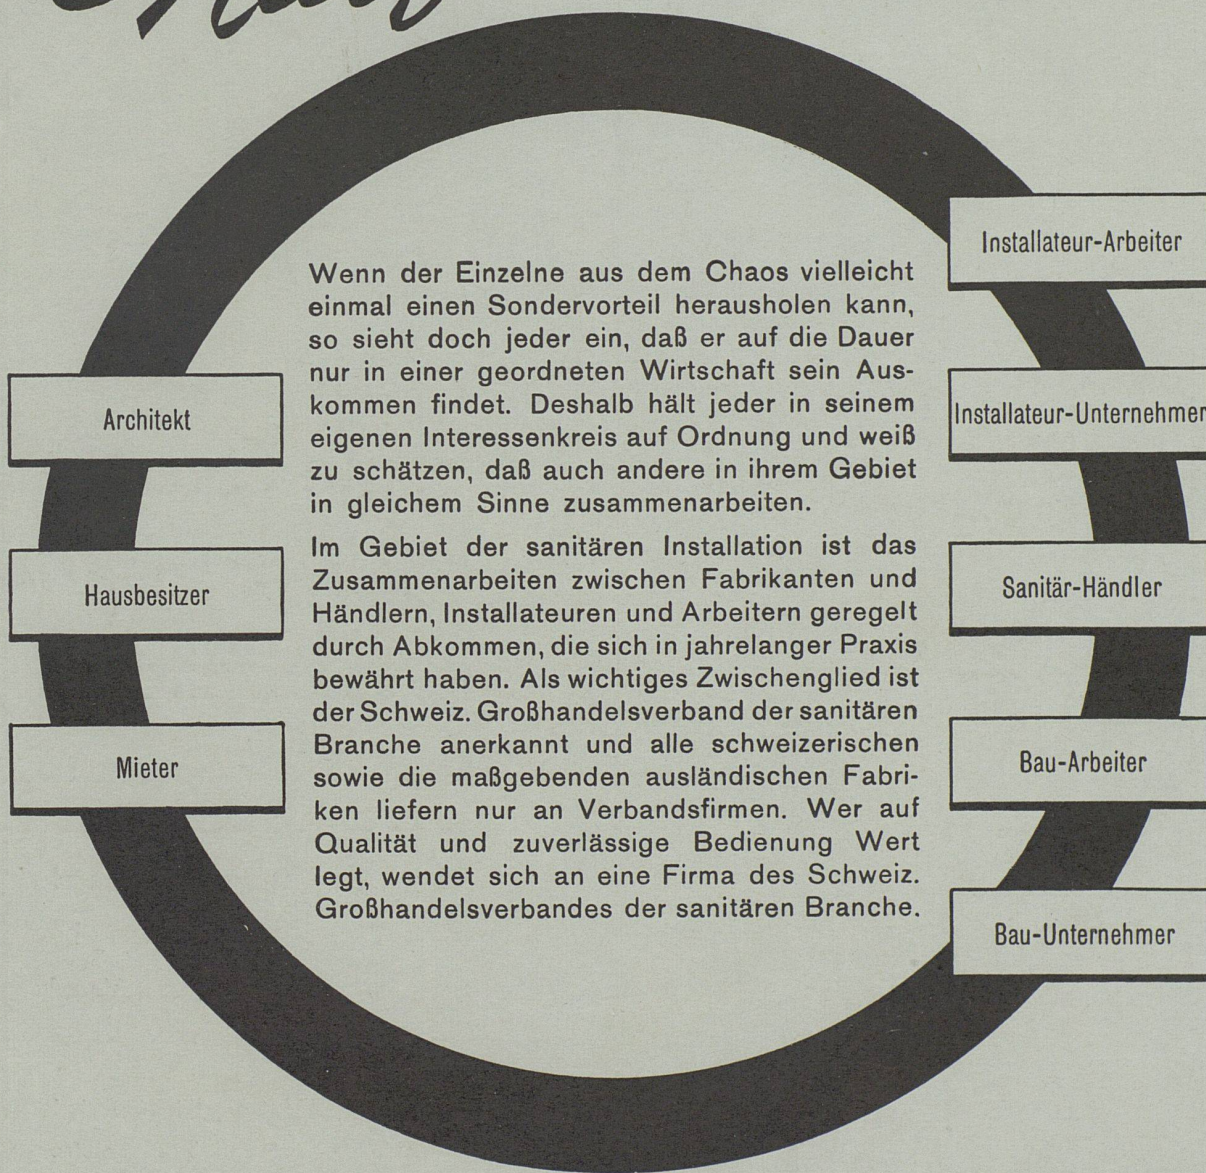 Wenn der Einzelne aus dem Chaos vielleicht
einmal einen Sondervorteil herausholen kann,
so sieht doch jeder ein, daß er auf die Dauer
nur in einer geordneten Wirtschaft sein Aus-
kommen findet. Deshalb hält jeder in seinem
eigenen Interessenkreis auf Ordnung und weiß
zu schätzen, daß auch andere in ihrem Gebiet
in gleichem Sinne zusammenarbeiten.
Im Gebiet der sanitären Installation ist das
Zusammenarbeiten zwischen Fabrikanten und
Händlern, Installateuren und Arbeitern geregelt
durch Abkommen, die sich in jahrelanger Praxis
bewährt haben. Als wichtiges Zwischenglied ist
der Schweiz. Großhandelsverband der sanitären
Branche anerkannt und alle schweizerischen
sowie die maßgebenden ausländischen Fabri-
ken liefern nur an Verbandsfirmen. Wer auf
Qualität und zuverlässige Bedienung Wert
legt, wendet sich an eine Firma des Schweiz.
Großhandelsverbandes der sanitären Branche.
Architekt
Hausbesitzer
Mieter
Installateur-Arbeiter
Installateur-Unternehmer
Sanitär-Händler
Bau-Arbeiter
Bau-Unternehmer